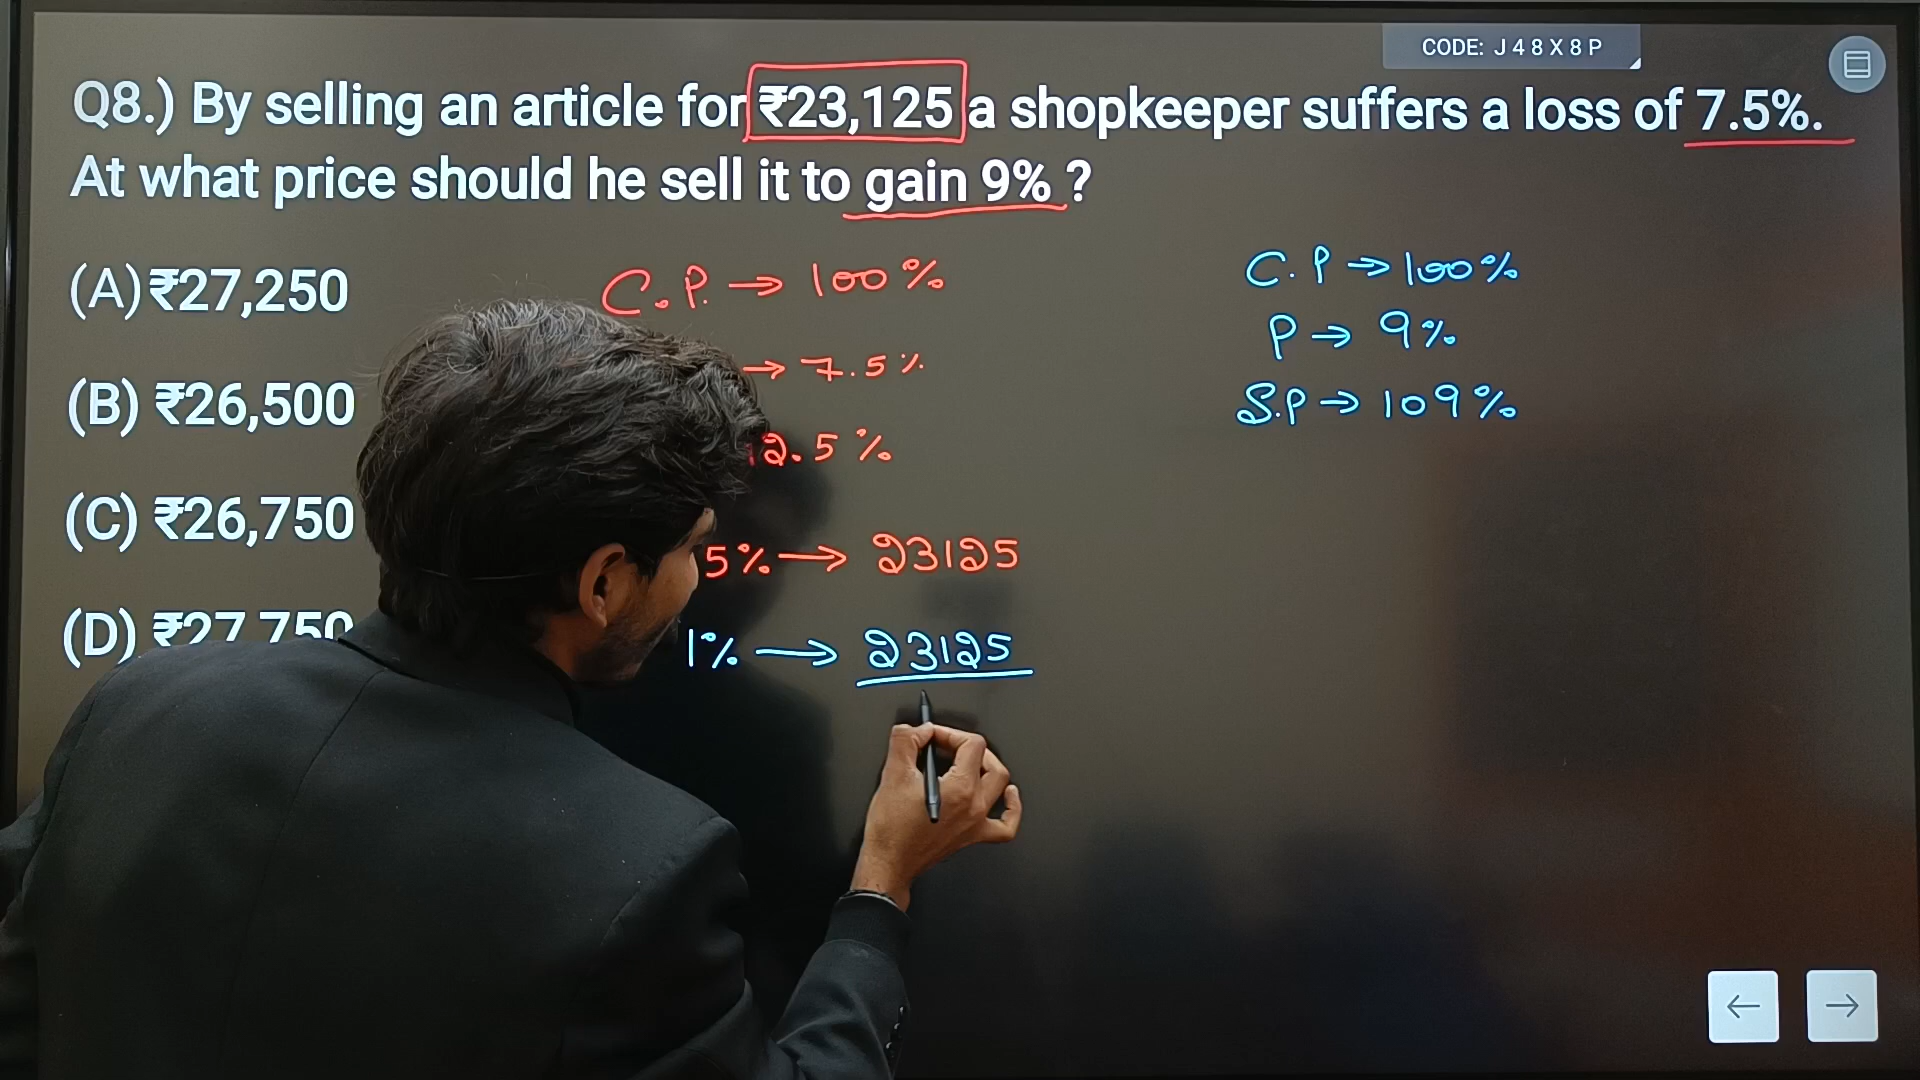 CODE: J48X8P
Q8.) By selling an article for ₹23,125 a shopkeeper suffers a loss of 7.5%.
At what price should he sell it to gain 9% ?
(A) ₹27,250
(B) ₹26,500
(C) ₹26,750
(D) ₹27,750
C.P. → 100%
→ 7.5%
2.5%
5% → 23125
1% → 23125
C.P → 100%
P → 9%
S.P → 109%